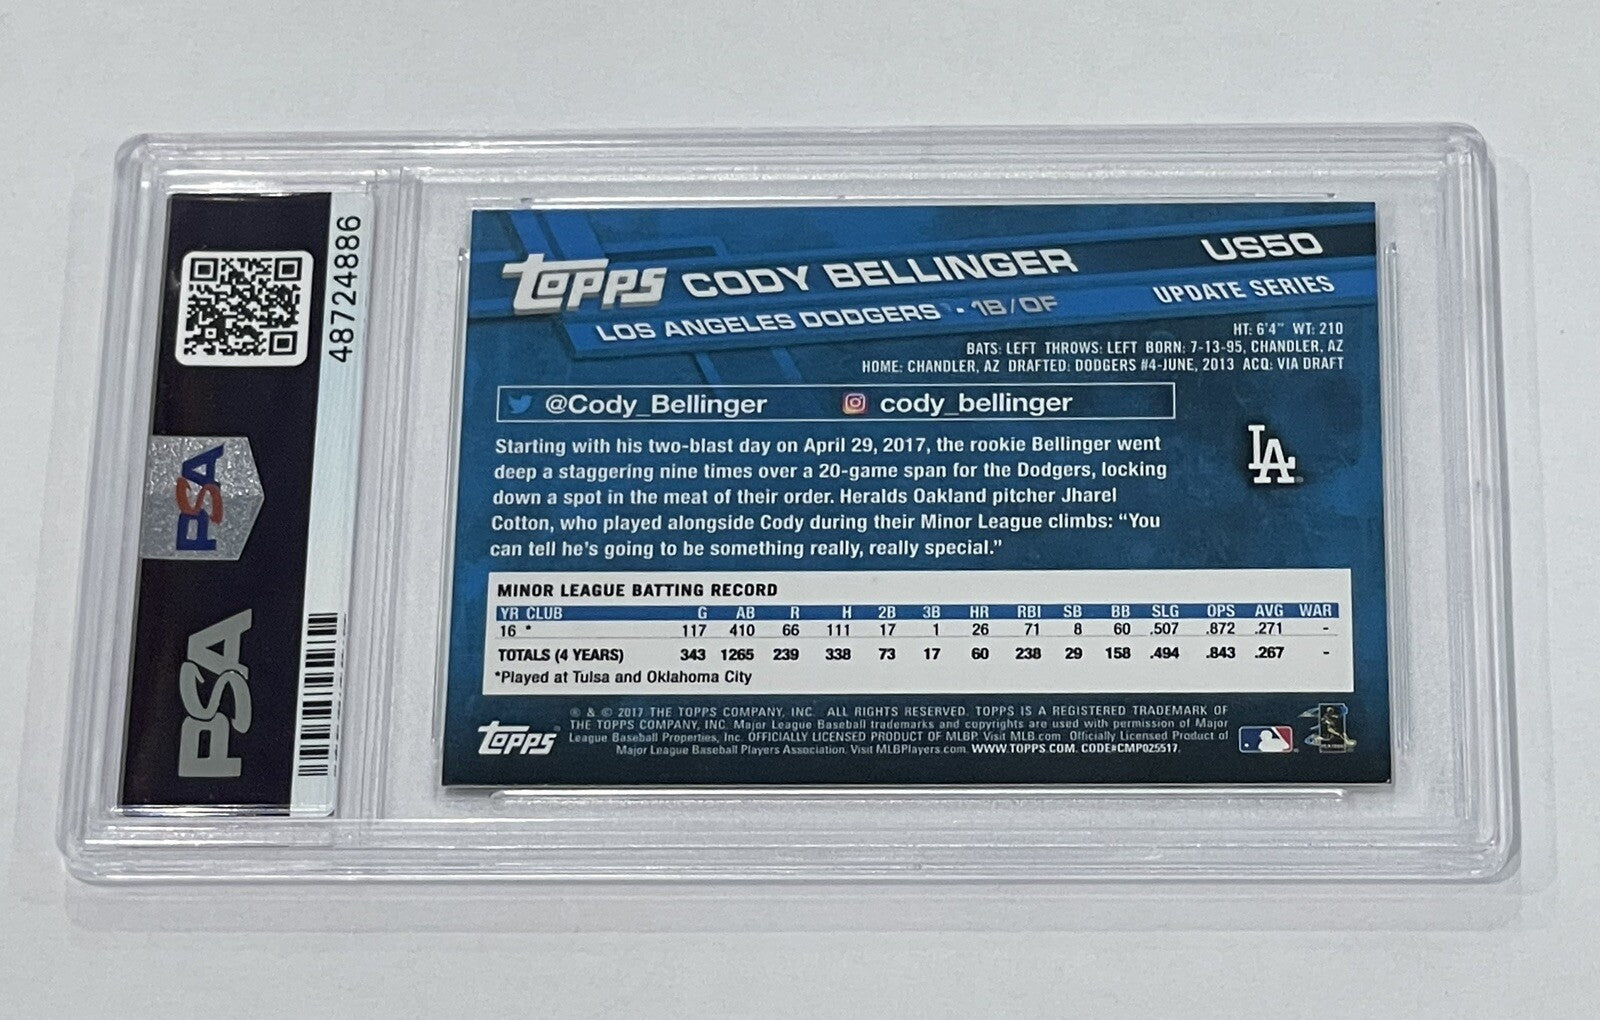 48724886
PSA
PSA
TOPPS CODY BELLINGER US50
LOS ANGELES DODGERS • 1B/OF UPDATE SERIES
HT: 6'4" WT: 210
BATS: LEFT THROWS: LEFT BORN: 7-13-95, CHANDLER, AZ
HOME: CHANDLER, AZ DRAFTED: DODGERS #4-JUNE, 2013 ACQ: VIA DRAFT
@Cody_Bellinger cody_bellinger
Starting with his two-blast day on April 29, 2017, the rookie Bellinger went
deep a staggering nine times over a 20-game span for the Dodgers, locking
down a spot in the meat of their order. Heralds Oakland pitcher Jharel
Cotton, who played alongside Cody during their Minor League climbs: “You
can tell he's going to be something really, really special.”
LA
MINOR LEAGUE BATTING RECORD
YR CLUB G AB R H 2B 3B HR RBI SB BB SLG OPS AVG WAR
16 * 117 410 66 111 17 1 26 71 8 60 .507 .872 .271 -
TOTALS (4 YEARS) 343 1265 239 338 73 17 60 238 29 158 .494 .843 .267 -
*Played at Tulsa and Oklahoma City
TOPPS
® & © 2017 THE TOPPS COMPANY, INC. ALL RIGHTS RESERVED. TOPPS IS A REGISTERED TRADEMARK OF
THE TOPPS COMPANY, INC. Major League Baseball trademarks and copyrights are used with permission of Major
League Baseball Properties, Inc. OFFICIALLY LICENSED PRODUCT OF MLBP. Visit MLB.com Officially Licensed Product of
Major League Baseball Players Association. Visit MLBPlayers.com. WWW.TOPPS.COM. CODE#CMP025517.